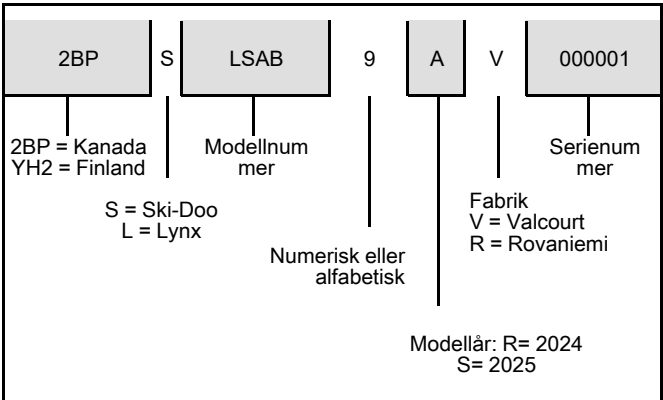 2BP S LSAB 9 A V 000001
2BP = Kanada
YH2 = Finland
Modellnum
mer
Serienum
mer
S = Ski-Doo
L = Lynx
Fabrik
V = Valcourt
R = Rovaniemi
Numerisk eller
alfabetisk
Modellår: R= 2024
S= 2025